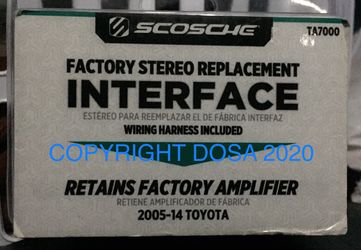 SCOSCHE TA7000
FACTORY STEREO REPLACEMENT
INTERFACE
ESTÉREO PARA REEMPLAZAR EL DE FÁBRICA INTERFAZ
WIRING HARNESS INCLUDED
COPYRIGHT DOSA 2020
RETAINS FACTORY AMPLIFIER
RETIENE AMPLIFICADOR DE FÁBRICA
2005-14 TOYOTA